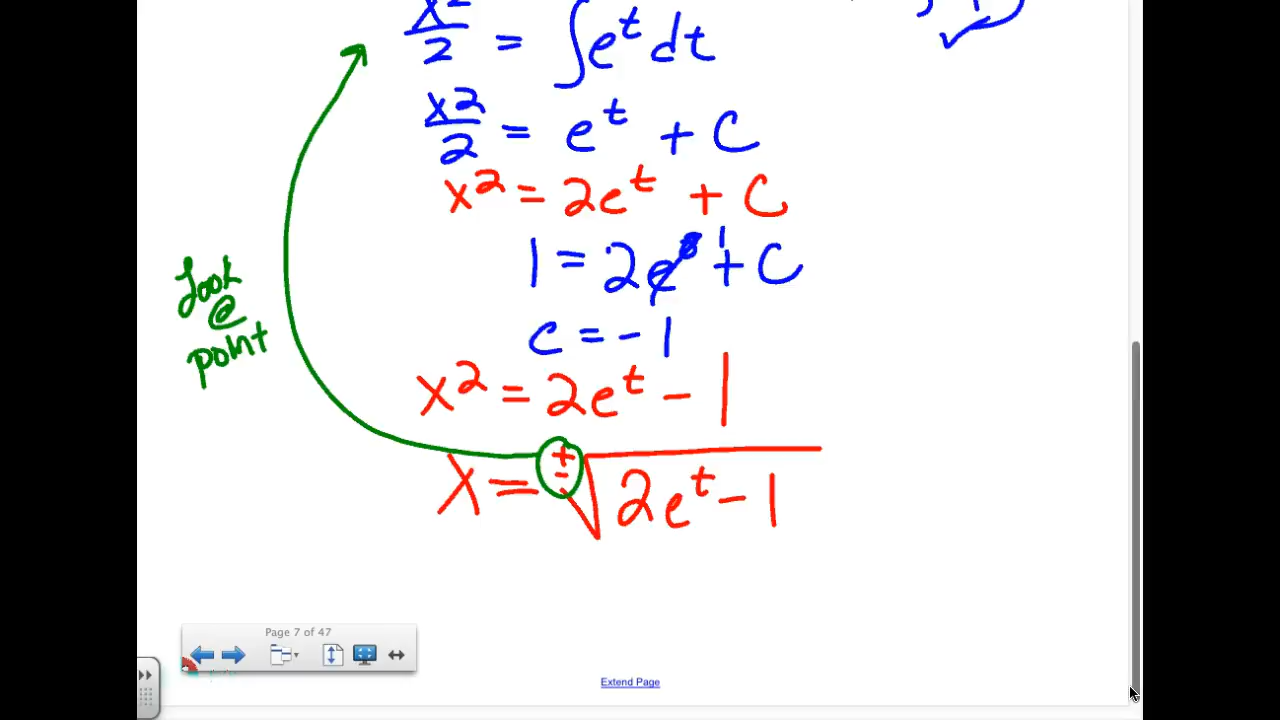 x²/2 = ∫e^t dt
x²/2 = e^t + C
x² = 2e^t + C
1 = 2e^0 1 + C
c = -1
x² = 2e^t - 1
Look
@
point
x = ±√(2e^t - 1)
Page 7 of 47
Extend Page